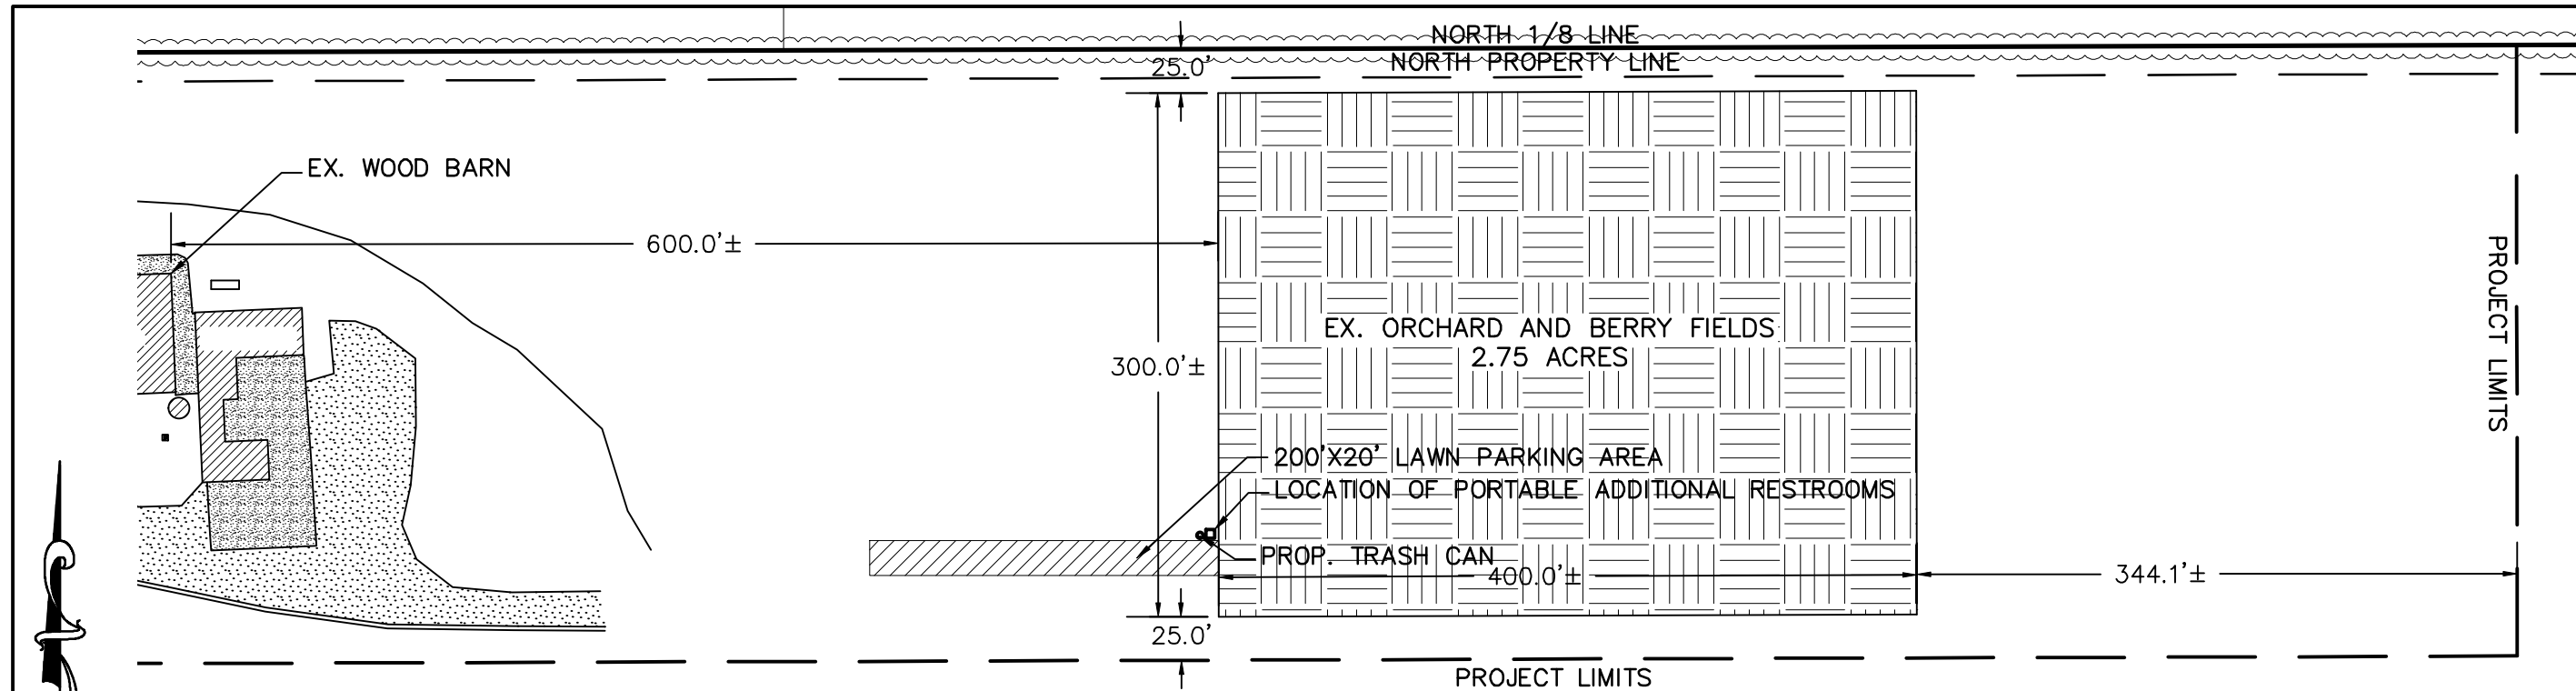 NORTH 1/8 LINE
NORTH PROPERTY LINE
25.0'
EX. WOOD BARN
600.0'±
PROJECT LIMITS
EX. ORCHARD AND BERRY FIELDS
2.75 ACRES
300.0'±
200'X20' LAWN PARKING AREA
LOCATION OF PORTABLE ADDITIONAL RESTROOMS
PROP. TRASH CAN
400.0'±
344.1'±
25.0'
PROJECT LIMITS